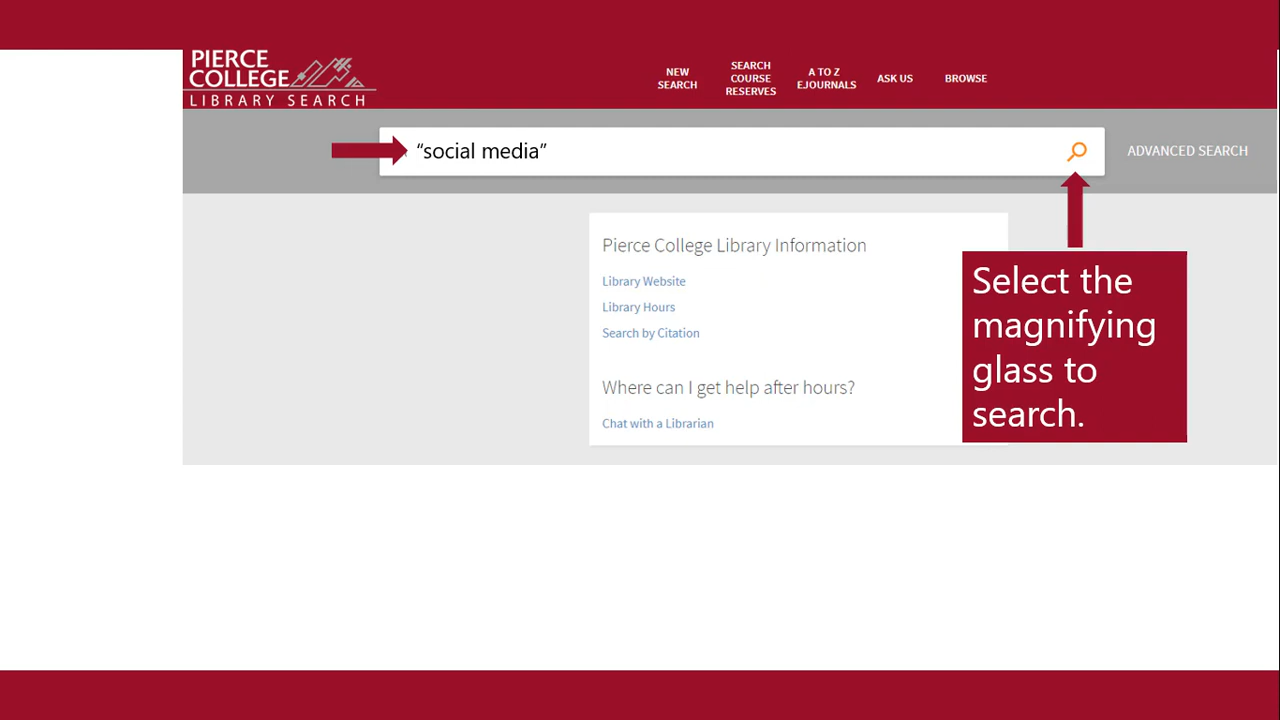 PIERCE
COLLEGE
LIBRARY SEARCH
NEW
SEARCH
SEARCH
COURSE
RESERVES
A TO Z
EJOURNALS
ASK US
BROWSE
“social media”
ADVANCED SEARCH
Pierce College Library Information
Library Website
Library Hours
Search by Citation
Where can I get help after hours?
Chat with a Librarian
Select the
magnifying
glass to
search.